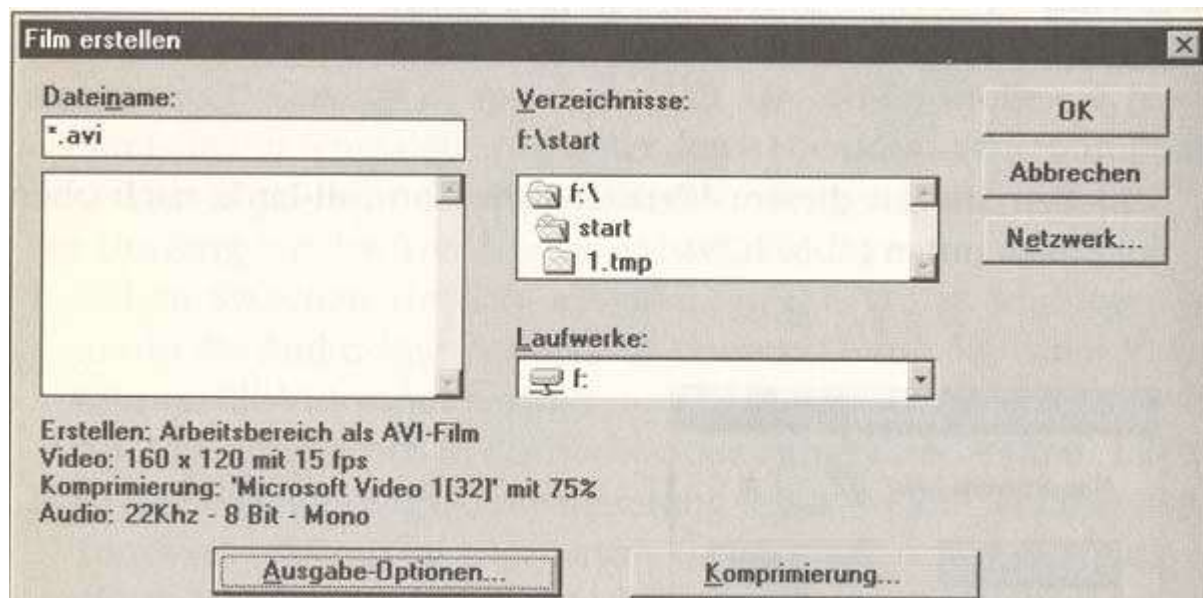 Film erstellen
Dateiname:
*.avi
Verzeichnisse:
f:\start
f:\
start
1.tmp
Laufwerke:
f:
OK
Abbrechen
Netzwerk...
Erstellen: Arbeitsbereich als AVI-Film
Video: 160 x 120 mit 15 fps
Komprimierung: 'Microsoft Video 1[32]' mit 75%
Audio: 22Khz - 8 Bit - Mono
Ausgabe-Optionen...
Komprimierung...